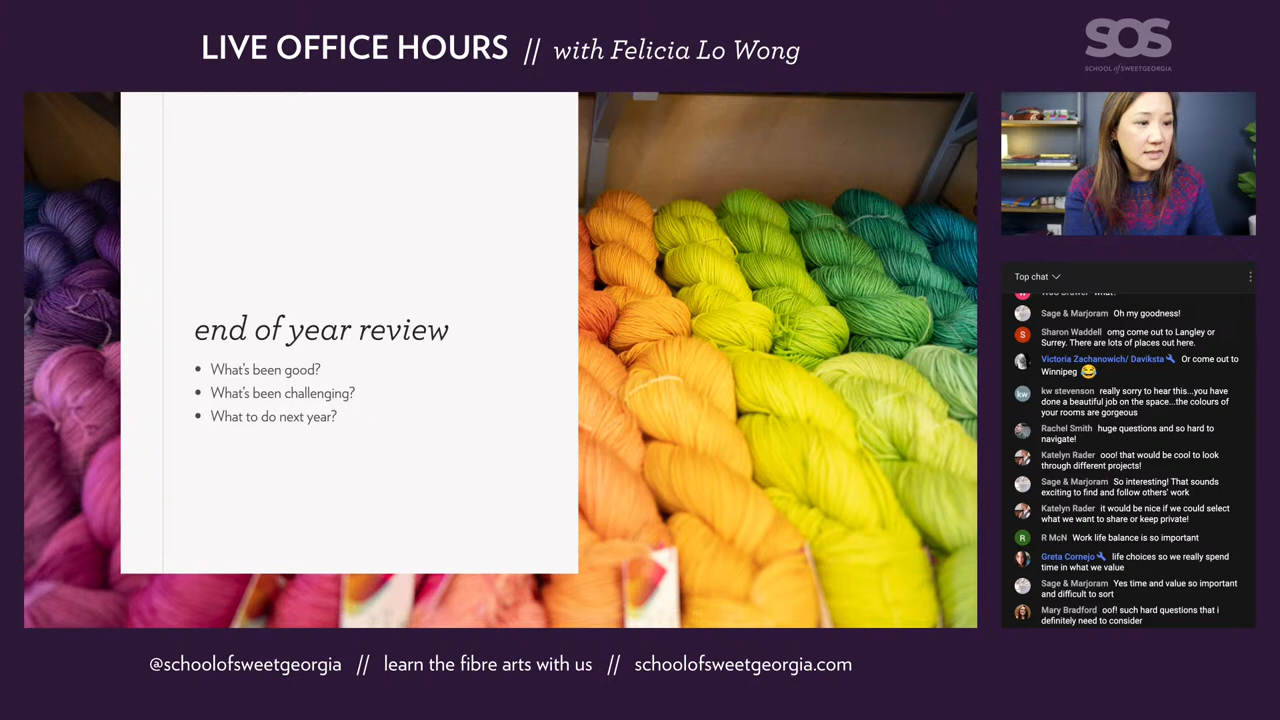 LIVE OFFICE HOURS // with Felicia Lo Wong
SOS
SCHOOL of SWEETGEORGIA
end of year review
• What's been good?
• What's been challenging?
• What to do next year?
Top chat
Sage & Marjoram Oh my goodness!
Sharon Waddell omg come out to Langley or
Surrey. There are lots of places out here.
Victoria Zachanowich/ Daviksta Or come out to
Winnipeg 😂
kw stevenson really sorry to hear this...you have
done a beautiful job on the space...the colours of
your rooms are gorgeous
Rachel Smith huge questions and so hard to
navigate!
Katelyn Rader ooo! that would be cool to look
through different projects!
Sage & Marjoram So interesting! That sounds
exciting to find and follow others' work
Katelyn Rader it would be nice if we could select
what we want to share or keep private!
R McN Work life balance is so important
Greta Cornejo life choices so we really spend
time in what we value
Sage & Marjoram Yes time and value so important
and difficult to sort
Mary Bradford oof! such hard questions that i
definitely need to consider
@schoolofsweetgeorgia // learn the fibre arts with us // schoolofsweetgeorgia.com